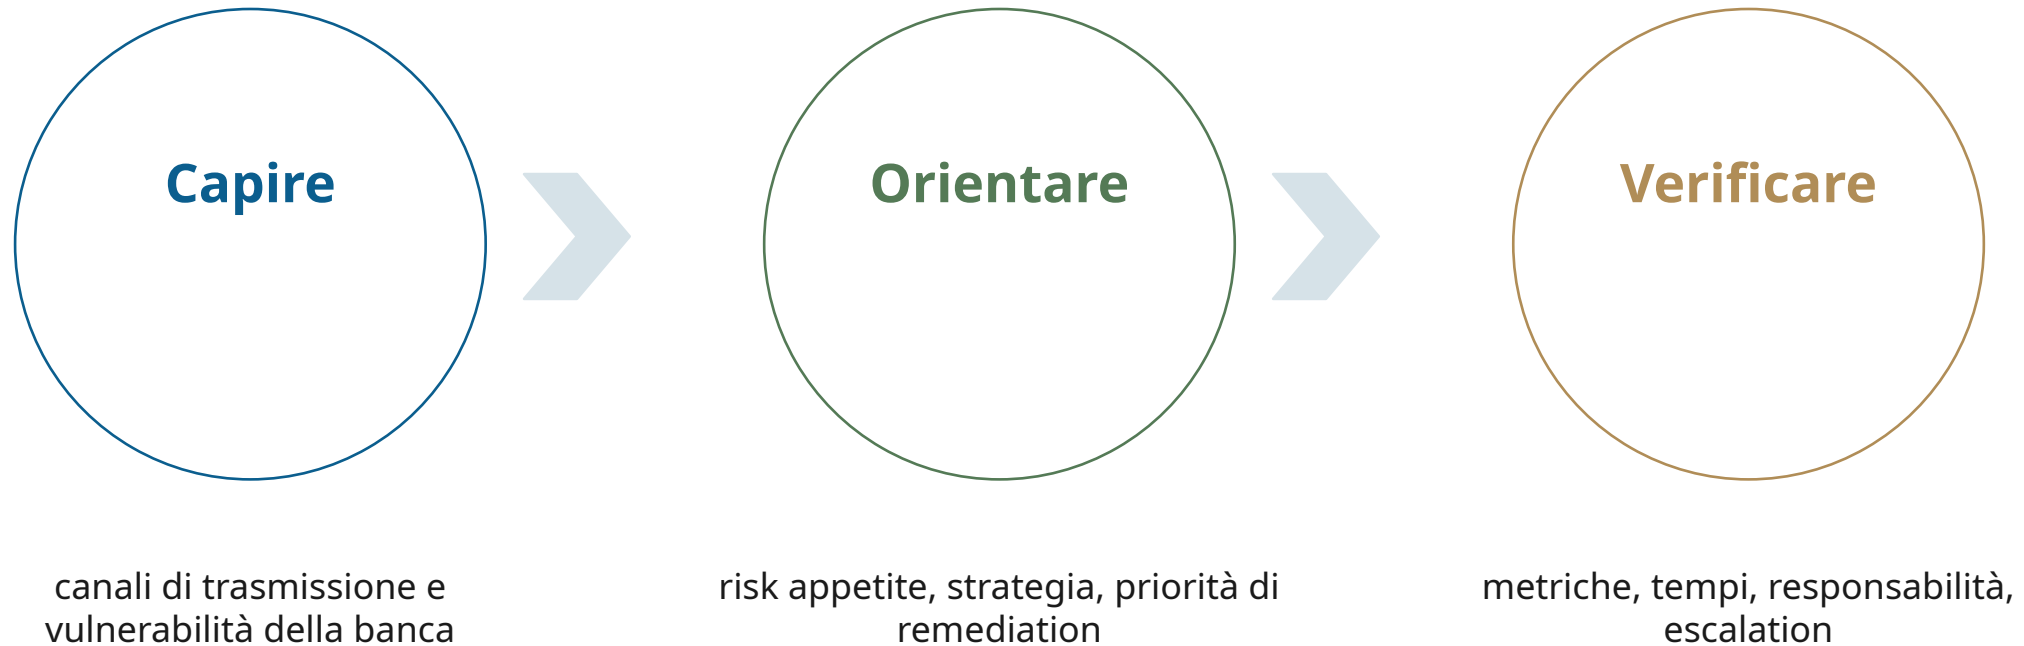 Capire
Orientare
Verificare
canali di trasmissione e
vulnerabilità della banca
risk appetite, strategia, priorità di
remediation
metriche, tempi, responsabilità,
escalation